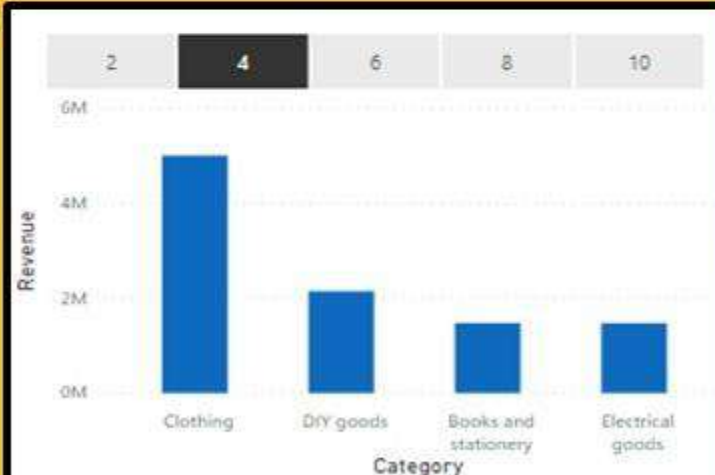 2 4 6 8 10
6M
4M
2M
0M
Revenue
Clothing DIY goods Books and stationery Electrical goods
Category